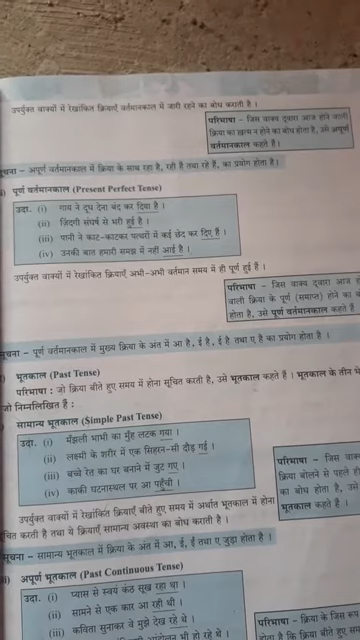 उपर्युक्त वाक्यों में रेखांकित क्रियाएँ वर्तमानकाल में जारी रहने का बोध कराती है ।
परिभाषा – जिस वाक्य द्वारा आज होने वाली
क्रिया का खत्म न होने का बोध होता है, उसे अपूर्ण
वर्तमानकाल कहते हैं ।
सूचना – अपूर्ण वर्तमानकाल में क्रिया के साथ रहा है, रही है तथा रहे हैं, का प्रयोग होता है।
पूर्ण वर्तमानकाल (Present Perfect Tense)
उदा. (i) गाय ने दूध देना बंद कर दिया है ।
(ii) जिंदगी संघर्ष से भरी हुई है ।
(iii) पानी ने काट-काटकर पत्थरों में कई छेद कर दिए हैं ।
(iv) उनकी बात हमारी समझ में नहीं आई है ।
उपर्युक्त वाक्यों में रेखांकित क्रियाएँ अभी-अभी वर्तमान समय में ही पूर्ण हुई हैं ।
परिभाषा – जिस वाक्य द्वारा आज
वाली क्रिया के पूर्ण (समाप्त) होने का
होता है, उसे पूर्ण वर्तमानकाल कहते हैं
सूचना – पूर्ण वर्तमानकाल में मुख्य क्रिया के अंत में आ है, ई है, ई है तथा ए है का प्रयोग होता है ।
भूतकाल (Past Tense)
परिभाषा : जो क्रिया बीते हुए समय में होना सूचित करती है, उसे भूतकाल कहते हैं । भूतकाल के तीन
जो निम्नलिखित हैं :
सामान्य भूतकाल (Simple Past Tense)
उदा. (i) मँझली भाभी का मुँह लटक गया ।
(ii) लक्ष्मी के शरीर में एक सिहरन-सी दौड़ गई ।
(iii) बच्चे रेत का घर बनाने में जुट गए ।
(iv) काकी घटनास्थल पर आ पहुँची ।
परिभाषा – जिस
क्रिया बोलने से पहले
का बोध होता है, उसे
भूतकाल कहते हैं ।
उपर्युक्त वाक्यों में रेखांकित क्रियाएँ बीते हुए समय में अर्थात भूतकाल में होना
सूचित करती है तथा ये क्रियाएँ सामान्य अवस्था का बोध कराती है ।
सूचना – सामान्य भूतकाल में क्रिया के अंत में आ, ई, ईं तथा ए जुड़ा होता है ।
अपूर्ण भूतकाल (Past Continuous Tense)
उदा. (i) प्यास से स्वयं कंठ सूख रहा था ।
(ii) सामने से एक कार आ रही थी ।
(iii) कविता सुनाकर वे मुझे देख रहे थे ।
भी हो रहे थे ।
परिभाषा – क्रिया के जिस रूप
होता है कि क्रिया बीते हुए